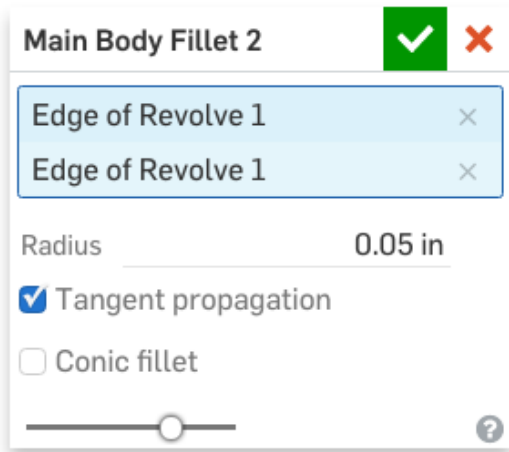 Main Body Fillet 2
Edge of Revolve 1
Edge of Revolve 1
Radius 0.05 in
Tangent propagation
Conic fillet
?